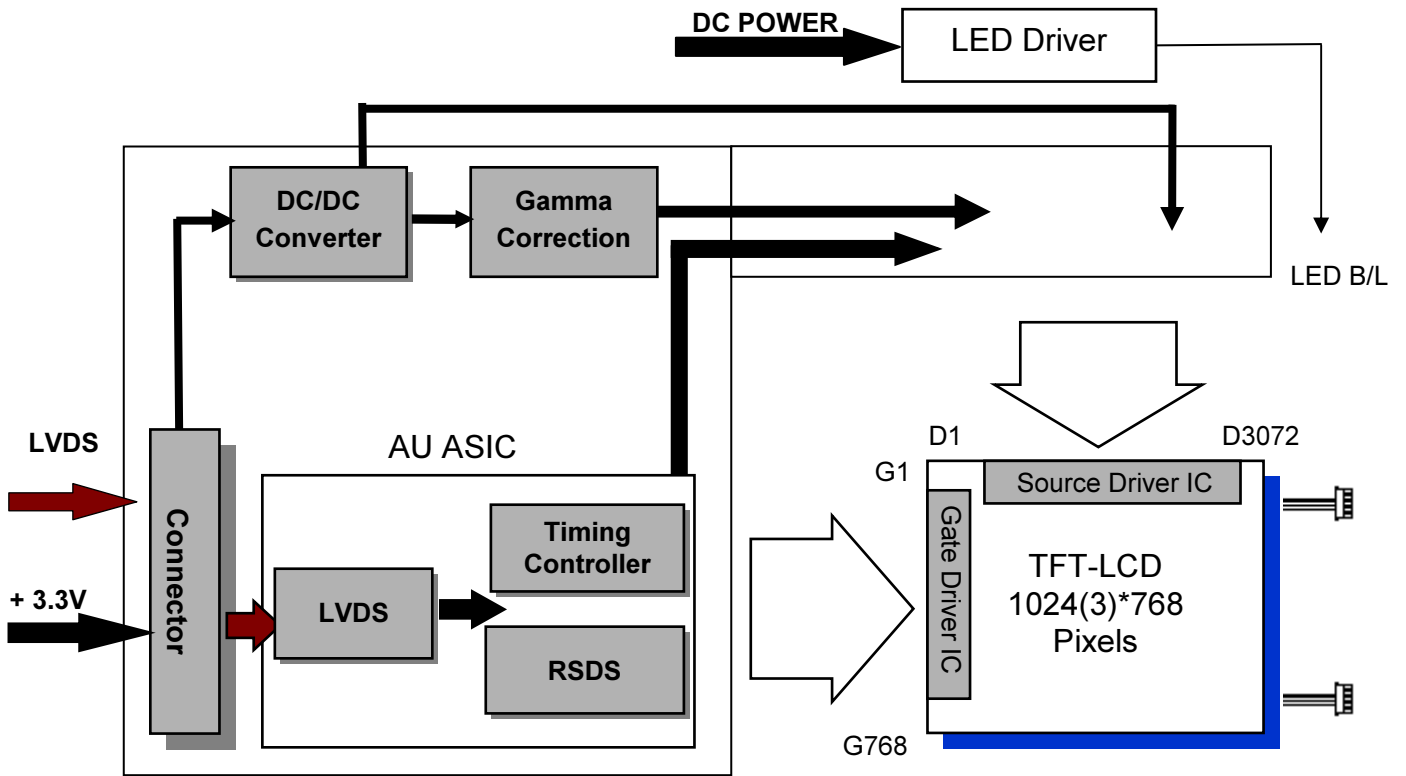 DC POWER
LED Driver
DC/DC
Converter
Gamma
Correction
LED B/L
LVDS
AU ASIC
D1
D3072
G1
Source Driver IC
Connector
Timing
Controller
Gate Driver IC
TFT-LCD
1024(3)*768
Pixels
+ 3.3V
LVDS
RSDS
G768